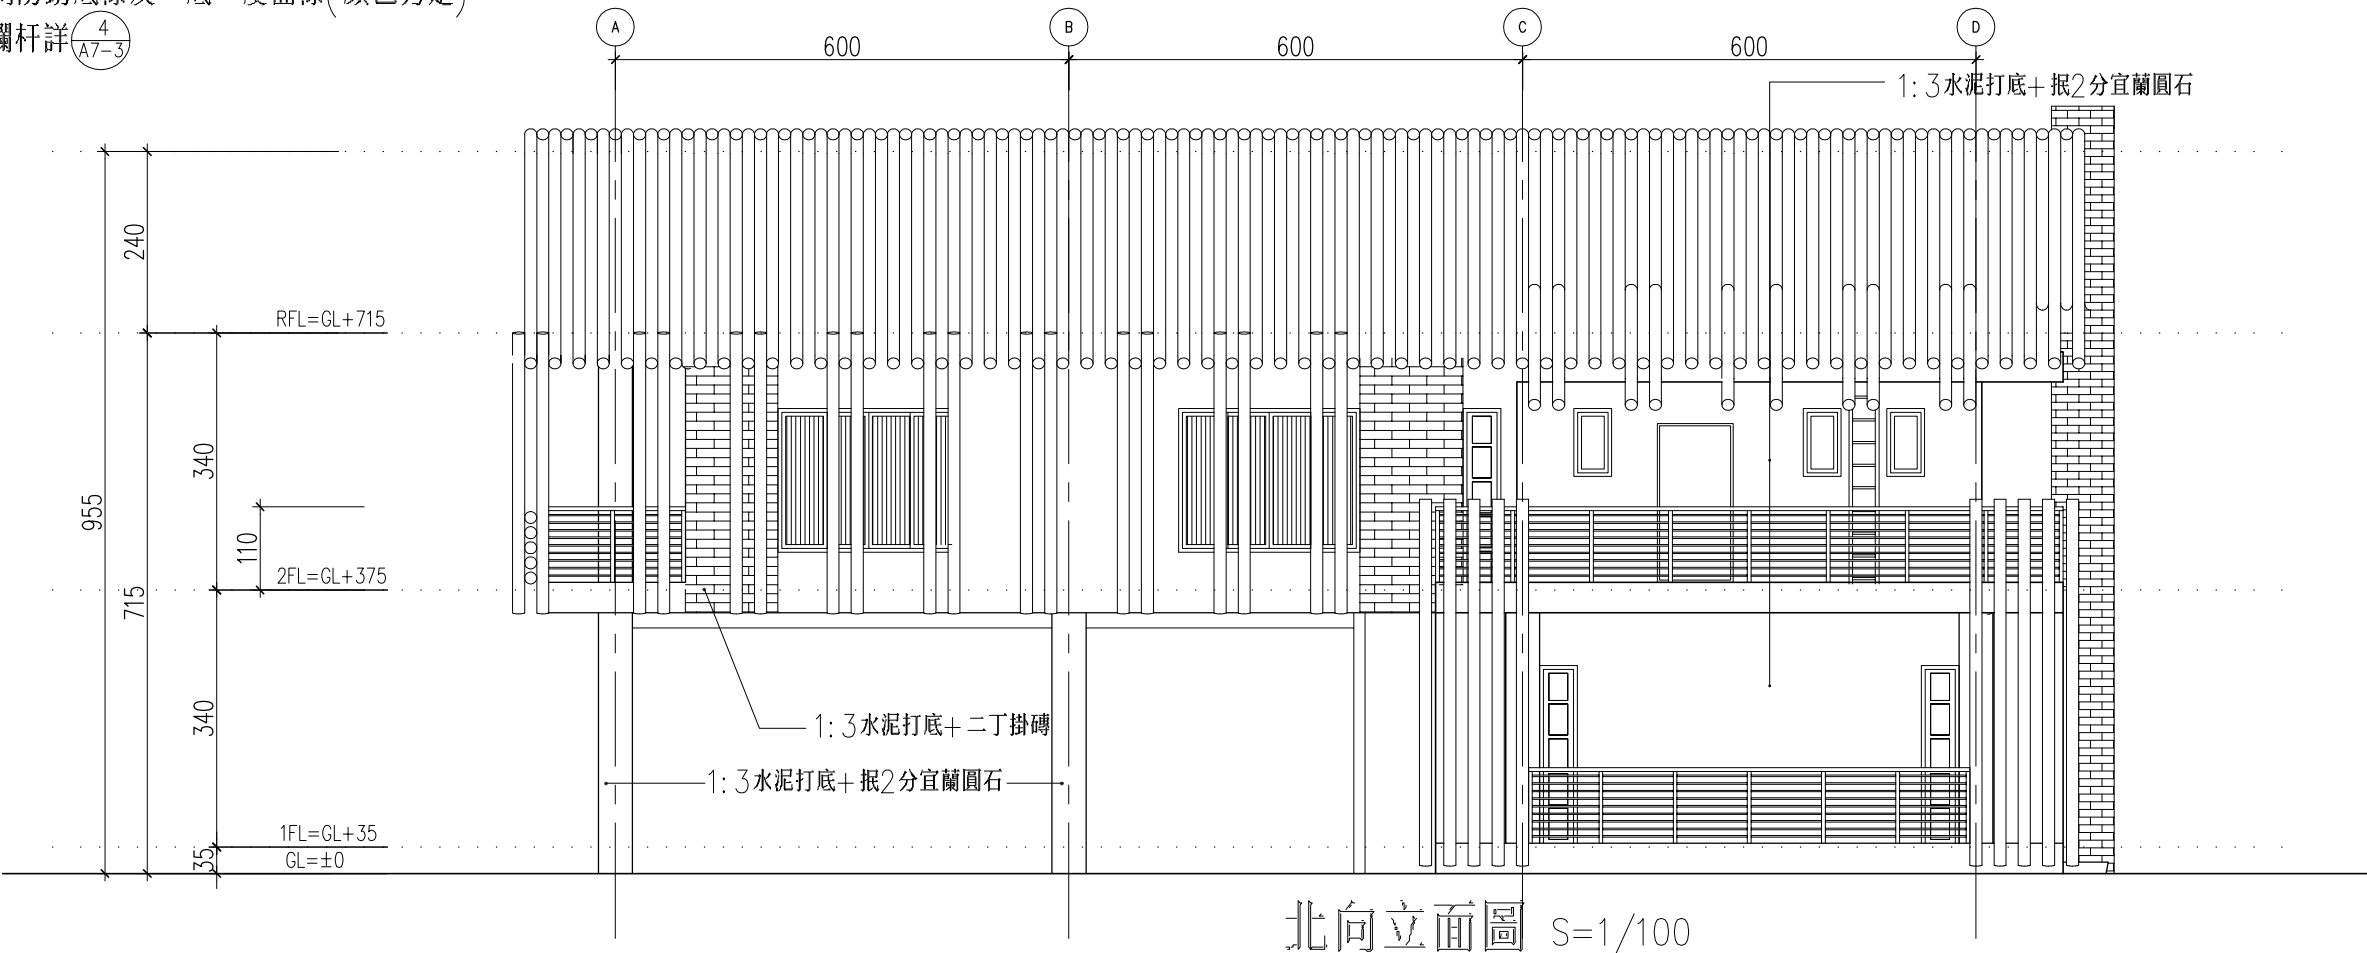 欄杆詳
4
A7-3
A
B
C
D
600
600
600
1:3水泥打底+抿2分宜蘭圓石
240
RFL=GL+715
340
955
110
2FL=GL+375
715
1:3水泥打底+二丁掛磚
340
1:3水泥打底+抿2分宜蘭圓石
1FL=GL+35
35
GL=±0
北向立面圖 S=1/100